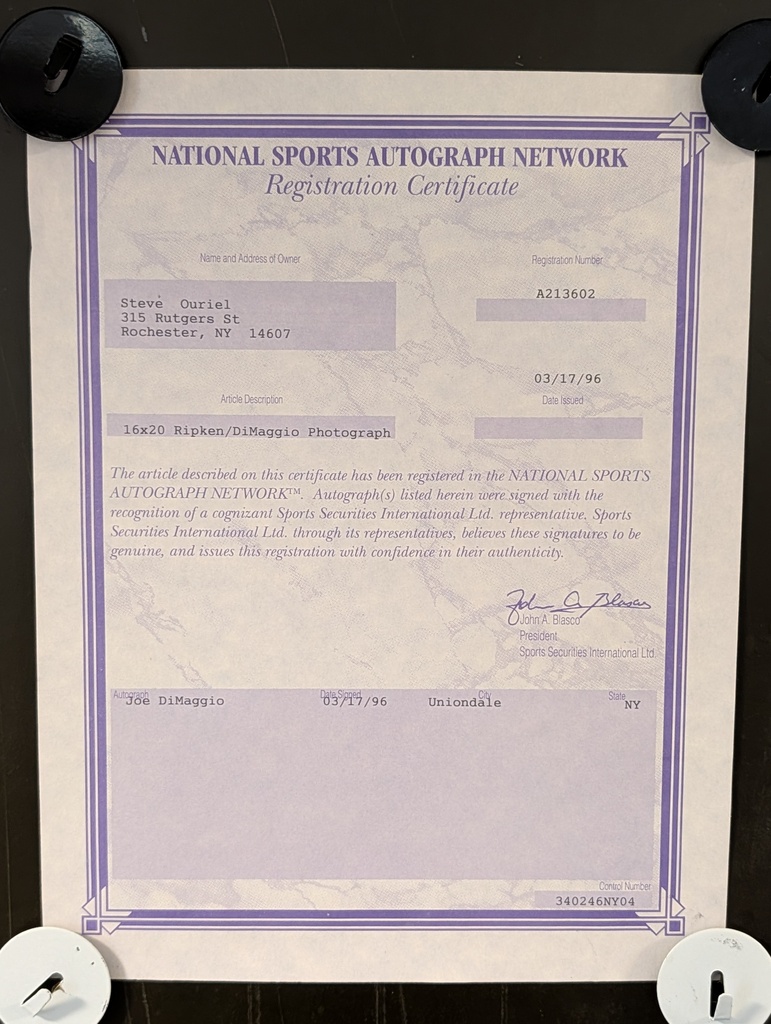 NATIONAL SPORTS AUTOGRAPH NETWORK
Registration Certificate
Name and Address of Owner
Registration Number
Steve Ouriel
315 Rutgers St
Rochester, NY 14607
A213602
03/17/96
Article Description
Date Issued
16x20 Ripken/DiMaggio Photograph
The article described on this certificate has been registered in the NATIONAL SPORTS
AUTOGRAPH NETWORK™. Autograph(s) listed herein were signed with the
recognition of a cognizant Sports Securities International Ltd. representative. Sports
Securities International Ltd. through its representatives, believes these signatures to be
genuine, and issues this registration with confidence in their authenticity.
John A. Blasco
John A. Blasco
President
Sports Securities International Ltd.
Autograph Date Signed City State
Joe DiMaggio 03/17/96 Uniondale NY
Control Number
340246NY04